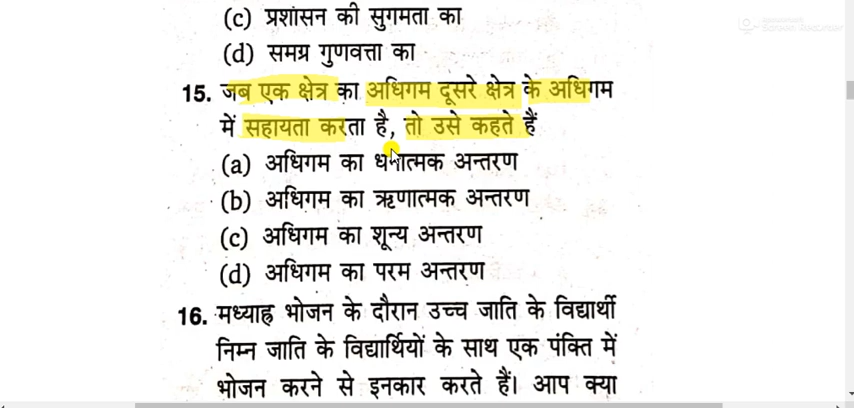 (c) प्रशासन की सुगमता का
(d) समग्र गुणवत्ता का
15. जब एक क्षेत्र का अधिगम दूसरे क्षेत्र के अधिगम
में सहायता करता है, तो उसे कहते हैं
(a) अधिगम का धनात्मक अन्तरण
(b) अधिगम का ऋणात्मक अन्तरण
(c) अधिगम का शून्य अन्तरण
(d) अधिगम का परम अन्तरण
16. मध्याह्न भोजन के दौरान उच्च जाति के विद्यार्थी
निम्न जाति के विद्यार्थियों के साथ एक पंक्ति में
भोजन करने से इनकार करते हैं। आप क्या